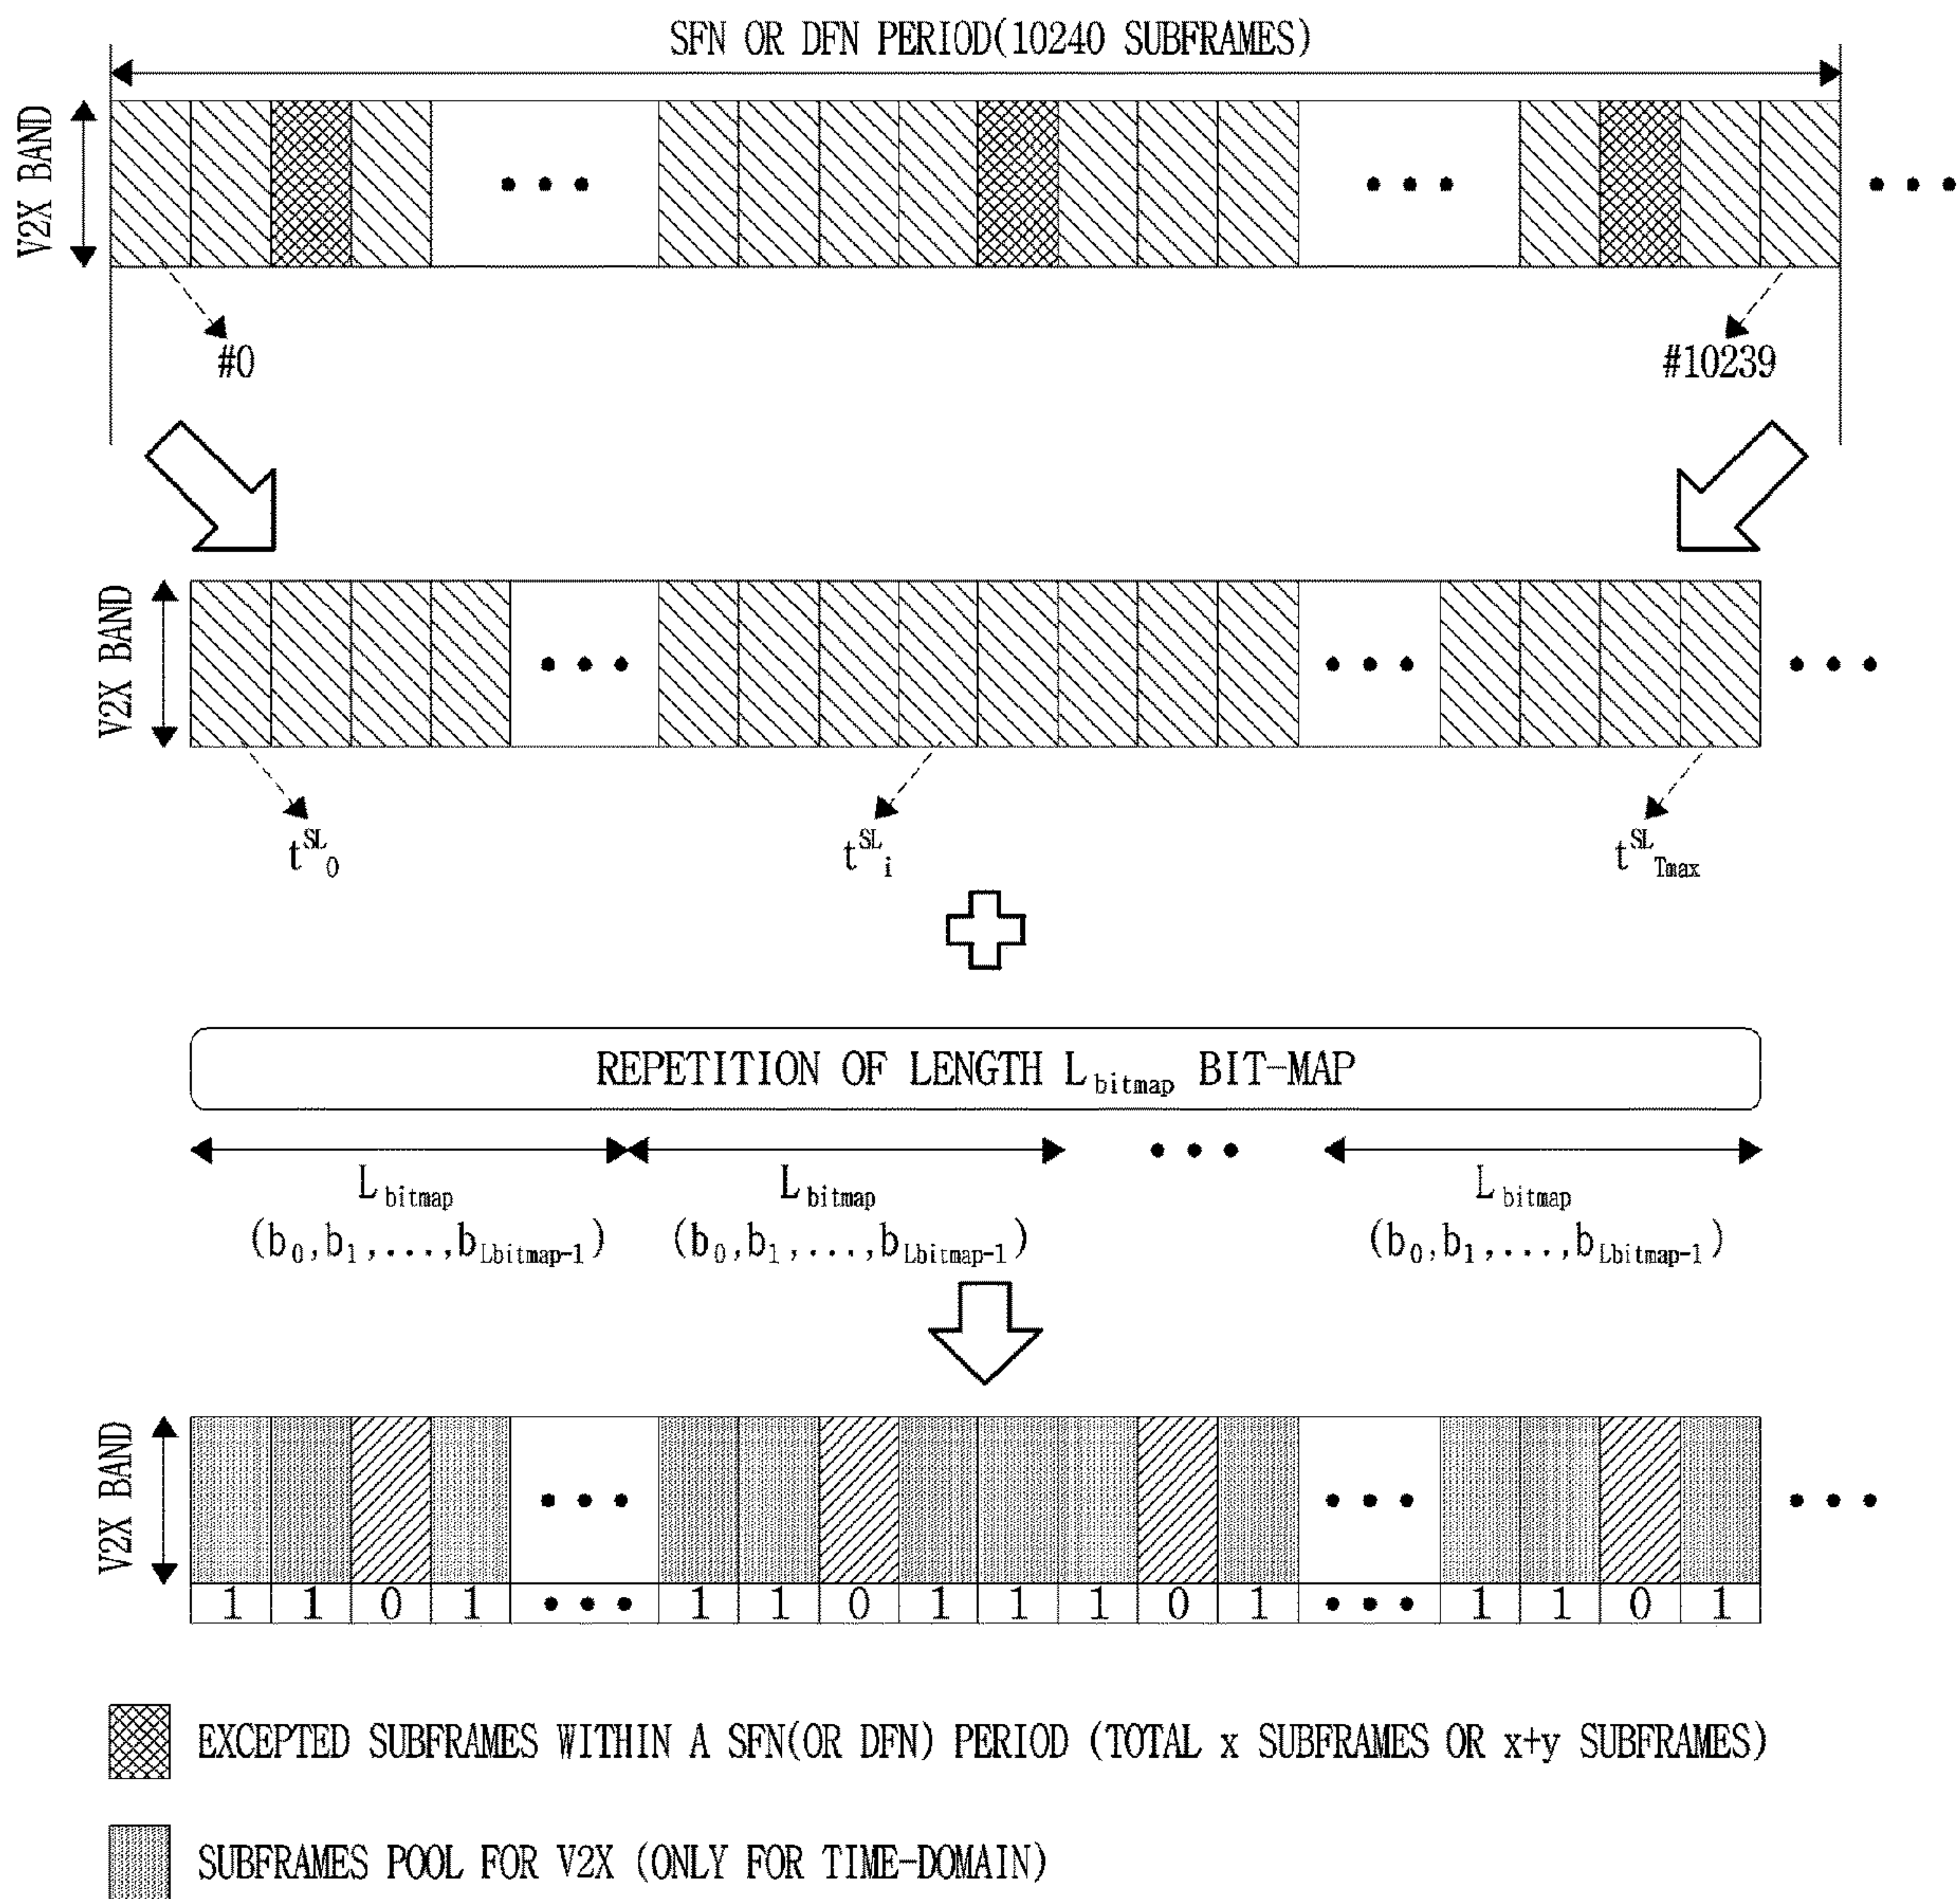 SFN OR DFN PERIOD(10240 SUBFRAMES)
V2X BAND
• • • • • • • • •
#0 #10239
V2X BAND
• • • • • • • • •
t^SL_0 t^SL_i t^SL_Tmax
REPETITION OF LENGTH L_bitmap BIT-MAP
• • •
L_bitmap L_bitmap L_bitmap
(b_0,b_1,...,b_Lbitmap-1) (b_0,b_1,...,b_Lbitmap-1) (b_0,b_1,...,b_Lbitmap-1)
V2X BAND
• • • • • • • • •
1 1 0 1 • • • 1 1 0 1 1 1 0 1 • • • 1 1 0 1
EXCEPTED SUBFRAMES WITHIN A SFN(OR DFN) PERIOD (TOTAL x SUBFRAMES OR x+y SUBFRAMES)
SUBFRAMES POOL FOR V2X (ONLY FOR TIME-DOMAIN)